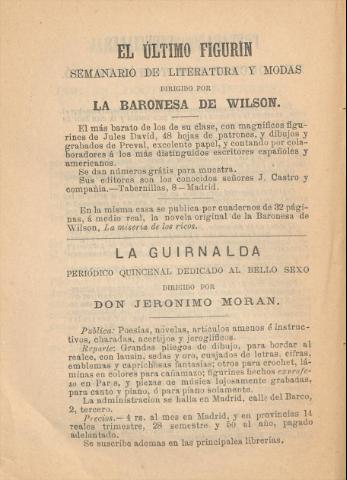 EL ÚLTIMO FIGURIN
SEMANARIO DE LITERATURA Y MODAS
DIRIGIDO POR
LA BARONESA DE WILSON.
El más barato de los de su clase, con magníficos figu-
rines de Jules David, 48 hojas de patrones, y dibujos y
grabados de Preval, excelente papel, y contando por cola-
boradores á los más distinguidos escritores españoles y
americanos.
Se dan números grátis para muestra.
Sus editores son los conocidos señores J. Castro y
compañía.—Tabernillas, 8—Madrid.
En la misma casa se publica por cuadernos de 32 pági-
nas, á medio real, la novela original de la Baronesa de
Wilson, La miseria de los ricos.
LA GUIRNALDA
PERIÓDICO QUINCENAL DEDICADO AL BELLO SEXO
DIRIGIDO POR
DON JERONIMO MORAN.
Publica: Poesías, novelas, artículos amenos é instruc-
tivos, charadas, acertijos y jeroglíficos.
Reparte: Grandes pliegos de dibujo, para bordar al
realce, con lausin, sedas y oro, cuajados de letras, cifras,
emblemas y caprichosas fantasías; otros para crochet, lá-
minas en colores para cañamazo; figurines hechos exprofe-
so en París, y piezas de música lujosamente grabadas,
para canto y piano, ó para piano solamente.
La administracion se halla en Madrid, calle del Barco,
2, tercero.
Precios.—4 rs. al mes en Madrid, y en provincias 14
reales trimestre, 28 semestre y 50 al año, pagado
adelantado.
Se suscribe ademas en las principales librerías.